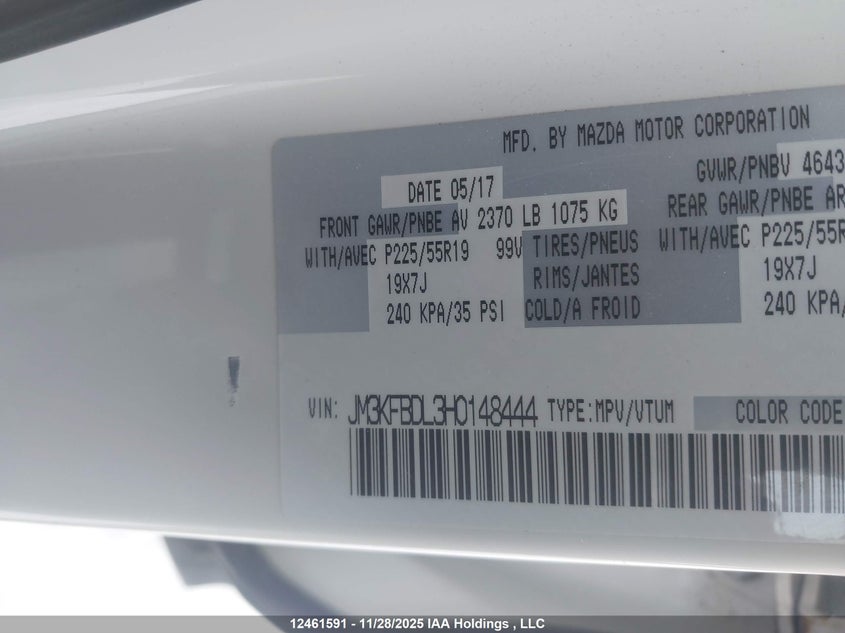 MFD. BY MAZDA MOTOR CORPORATION
DATE 05/17
GVWR/PNBV 4643
FRONT GAWR/PNBE AV 2370 LB 1075 KG
REAR GAWR/PNBE AR
WITH/AVEC P225/55R19 99V TIRES/PNEUS WITH/AVEC P225/55R
19X7J RIMS/JANTES 19X7J
240 KPA/35 PSI COLD/A FROID 240 KPA/
VIN: JM3KFBDL3H0148444 TYPE:MPV/VTUM COLOR CODE
12461591 - 11/28/2025 IAA Holdings , LLC